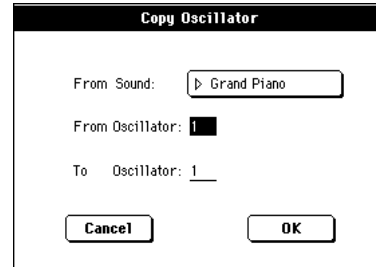 Copy Oscillator
From Sound: Grand Piano
From Oscillator: 1
To Oscillator: 1
Cancel OK